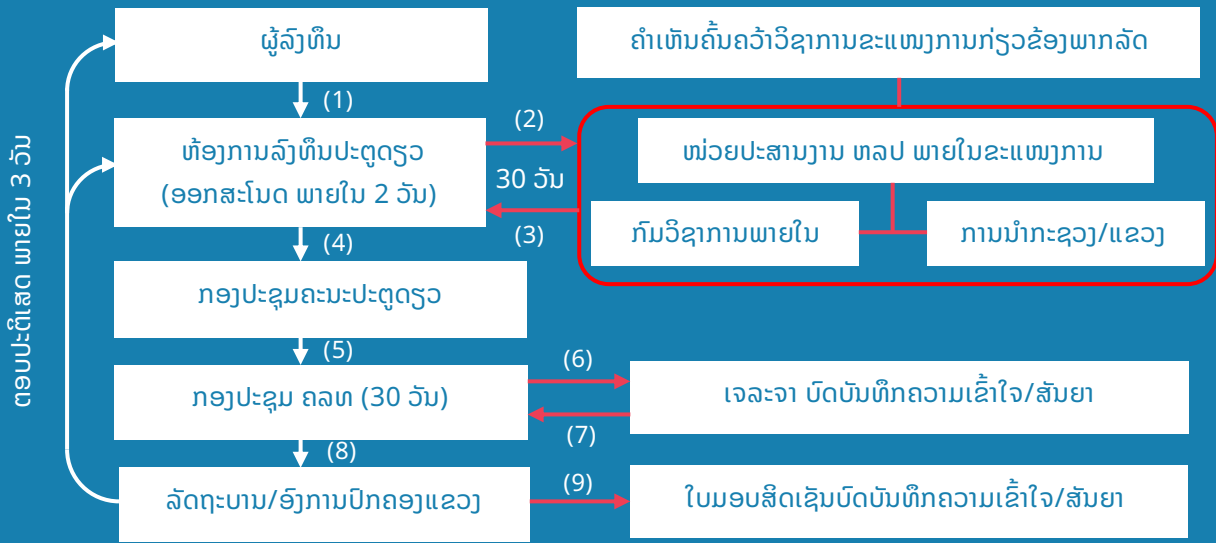 ຜູ້ລົງທຶນ
ຄໍາເຫັນຄົ້ນຄວ້າວິຊາການຂະແໜງການກ່ຽວຂ້ອງພາກລັດ
(1)
ຫ້ອງການລົງທຶນປະຕູດຽວ
(ອອກສະໂນດ ພາຍໃນ 2 ວັນ)
(2)
30 ວັນ
(3)
ໜ່ວຍປະສານງານ ຫລປ ພາຍໃນຂະແໜງການ
ກົມວິຊາການພາຍໃນ
ການນໍາກະຊວງ/ແຂວງ
(4)
ກອງປະຊຸມຄະນະປະຕູດຽວ
(5)
ກອງປະຊຸມ ຄລທ (30 ວັນ)
(6)
(7)
ເຈລະຈາ ບົດບັນທຶກຄວາມເຂົ້າໃຈ/ສັນຍາ
(8)
ລັດຖະບານ/ອົງການປົກຄອງແຂວງ
(9)
ໃບມອບສິດເຊັນບົດບັນທຶກຄວາມເຂົ້າໃຈ/ສັນຍາ
ຕອບປະຕິເສດ ພາຍໃນ 3 ວັນ